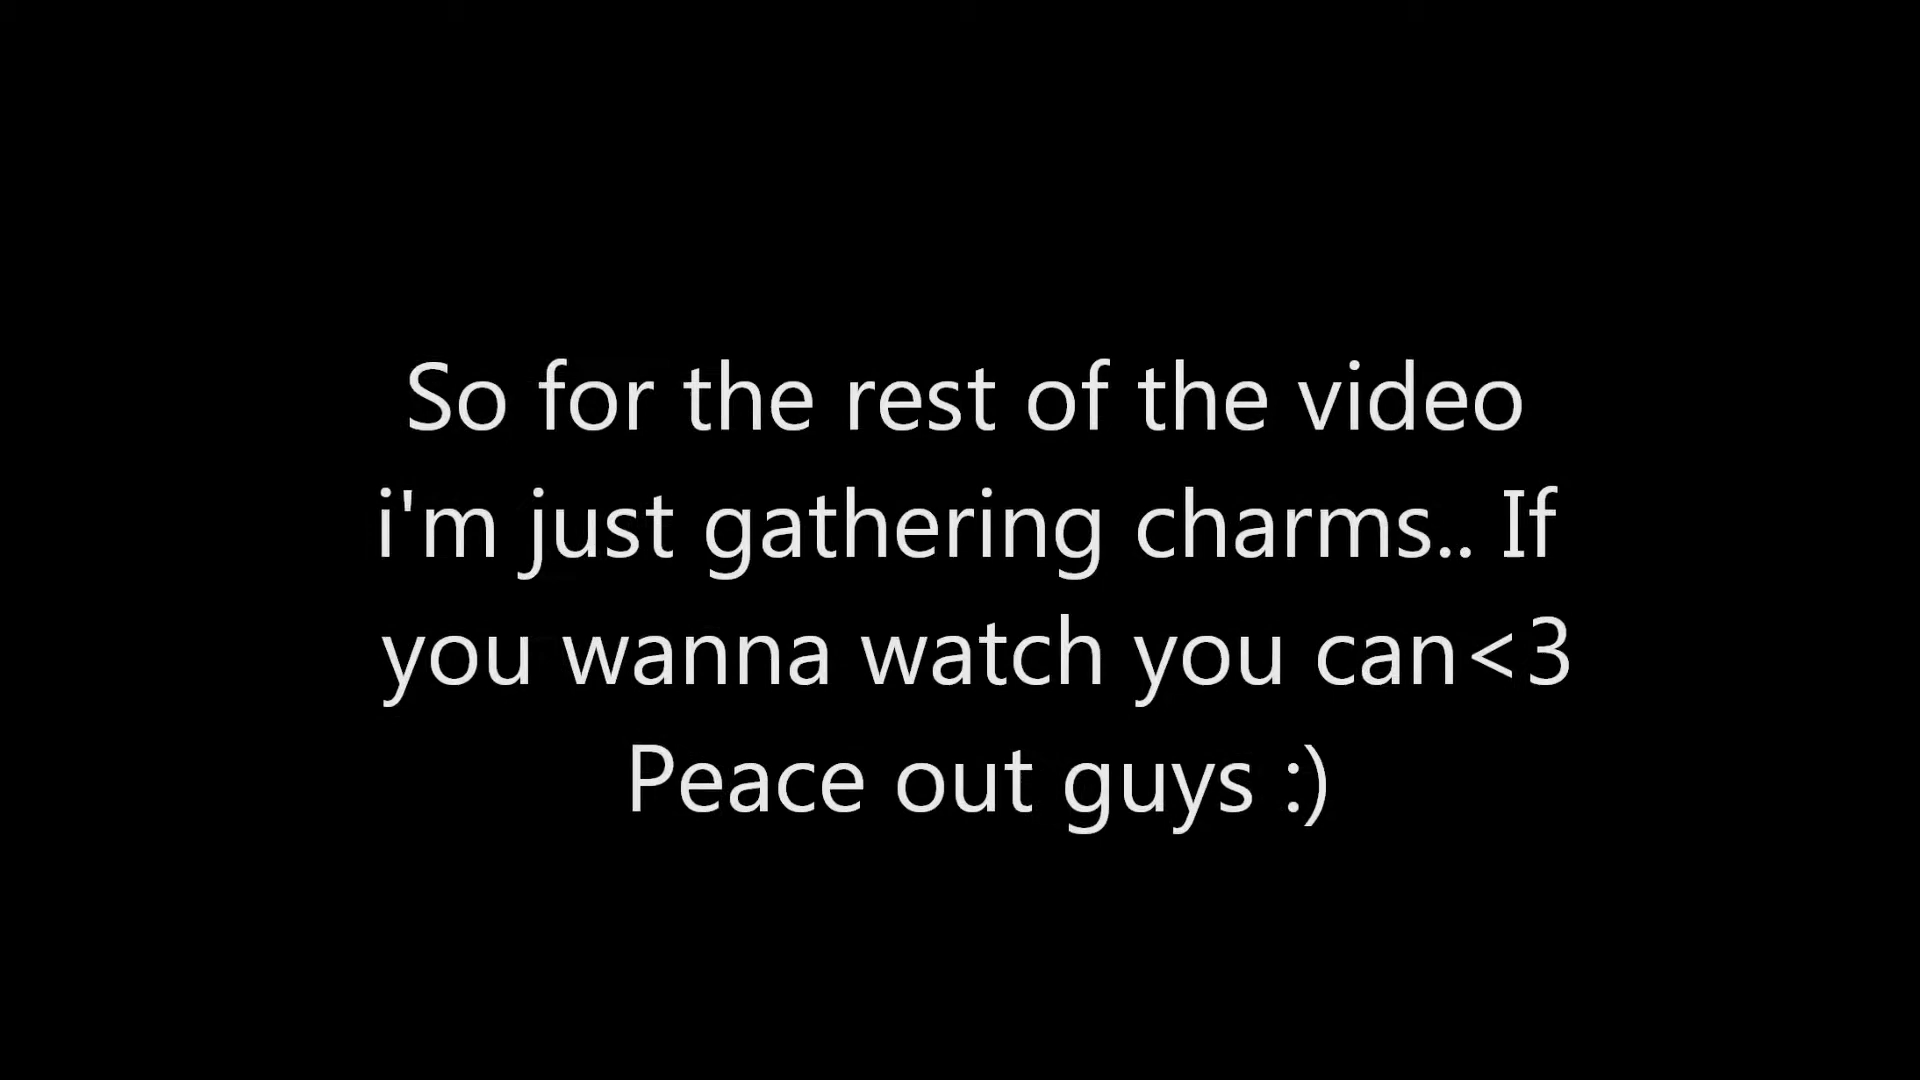 So for the rest of the video
i'm just gathering charms.. If
you wanna watch you can<3
Peace out guys :)